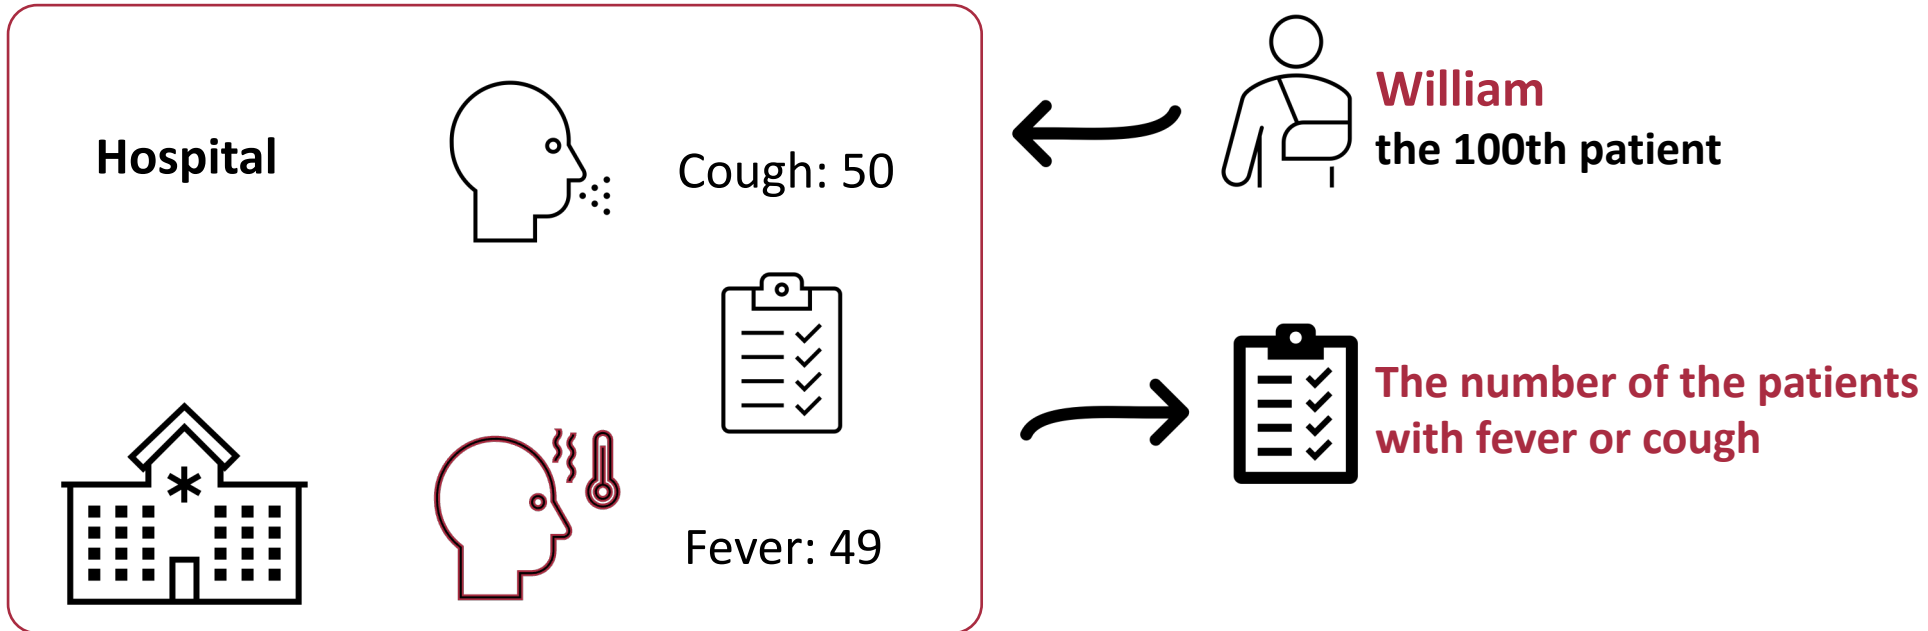 Hospital
Cough: 50
Fever: 49
William
the 100th patient
The number of the patients
with fever or cough